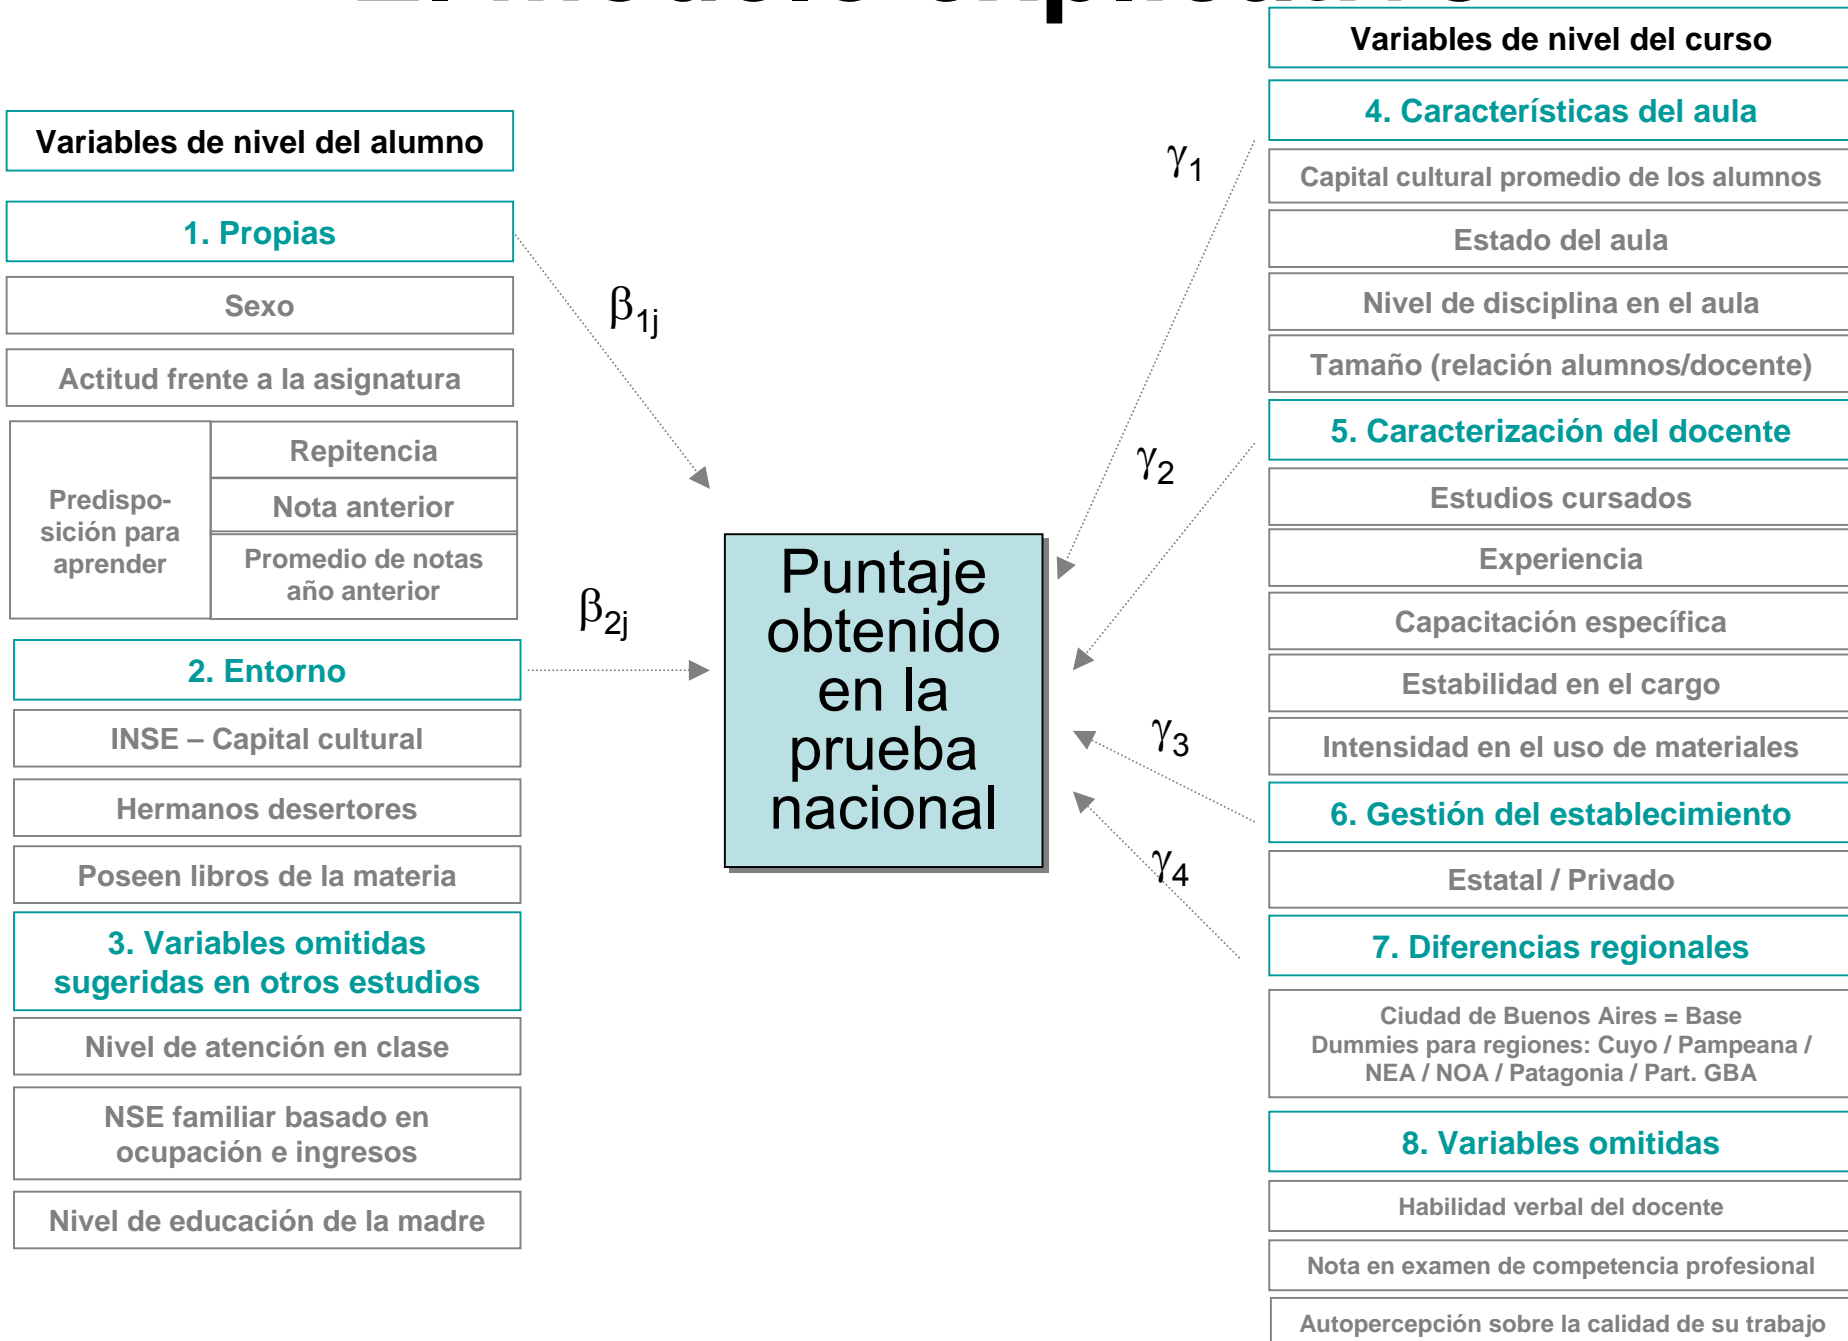 El modelo explicativo
Variables de nivel del alumno
1. Propias
Sexo
Actitud frente a la asignatura
Predispo-
sición para
aprender
Repitencia
Nota anterior
Promedio de notas
año anterior
2. Entorno
INSE – Capital cultural
Hermanos desertores
Poseen libros de la materia
3. Variables omitidas
sugeridas en otros estudios
Nivel de atención en clase
NSE familiar basado en
ocupación e ingresos
Nivel de educación de la madre
β1j
β2j
Puntaje
obtenido
en la
prueba
nacional
γ1
γ2
γ3
γ4
Variables de nivel del curso
4. Características del aula
Capital cultural promedio de los alumnos
Estado del aula
Nivel de disciplina en el aula
Tamaño (relación alumnos/docente)
5. Caracterización del docente
Estudios cursados
Experiencia
Capacitación específica
Estabilidad en el cargo
Intensidad en el uso de materiales
6. Gestión del establecimiento
Estatal / Privado
7. Diferencias regionales
Ciudad de Buenos Aires = Base
Dummies para regiones: Cuyo / Pampeana /
NEA / NOA / Patagonia / Part. GBA
8. Variables omitidas
Habilidad verbal del docente
Nota en examen de competencia profesional
Autopercepción sobre la calidad de su trabajo